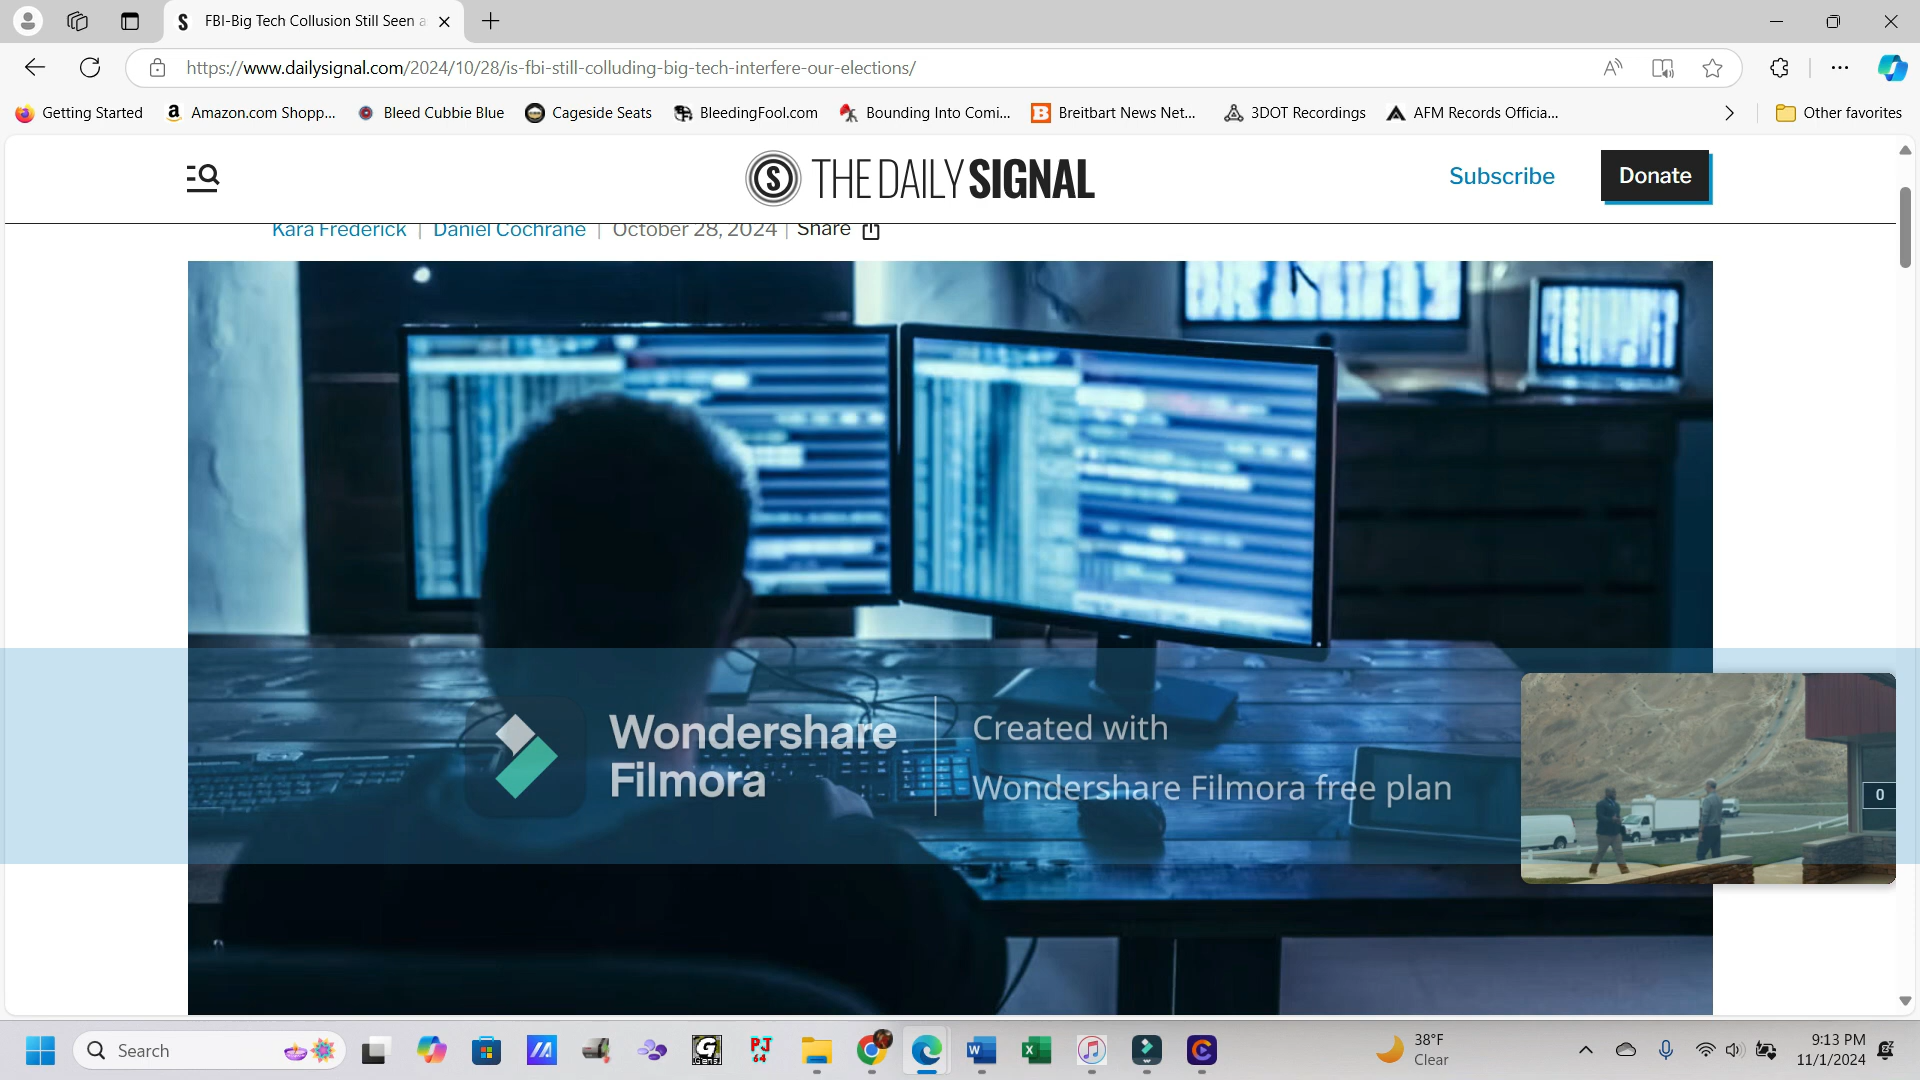 FBI-Big Tech Collusion Still Seen a
https://www.dailysignal.com/2024/10/28/is-fbi-still-colluding-big-tech-interfere-our-elections/
Getting Started
Amazon.com Shopp...
Bleed Cubbie Blue
Cageside Seats
BleedingFool.com
Bounding Into Comi...
Breitbart News Net...
3DOT Recordings
AFM Records Officia...
Other favorites
THE DAILY SIGNAL
Subscribe
Donate
Kara Frederick | Daniel Cochrane | October 28, 2024 | Share
Wondershare
Filmora
Created with
Wondershare Filmora free plan
0
Search
38°F
Clear
9:13 PM
11/1/2024